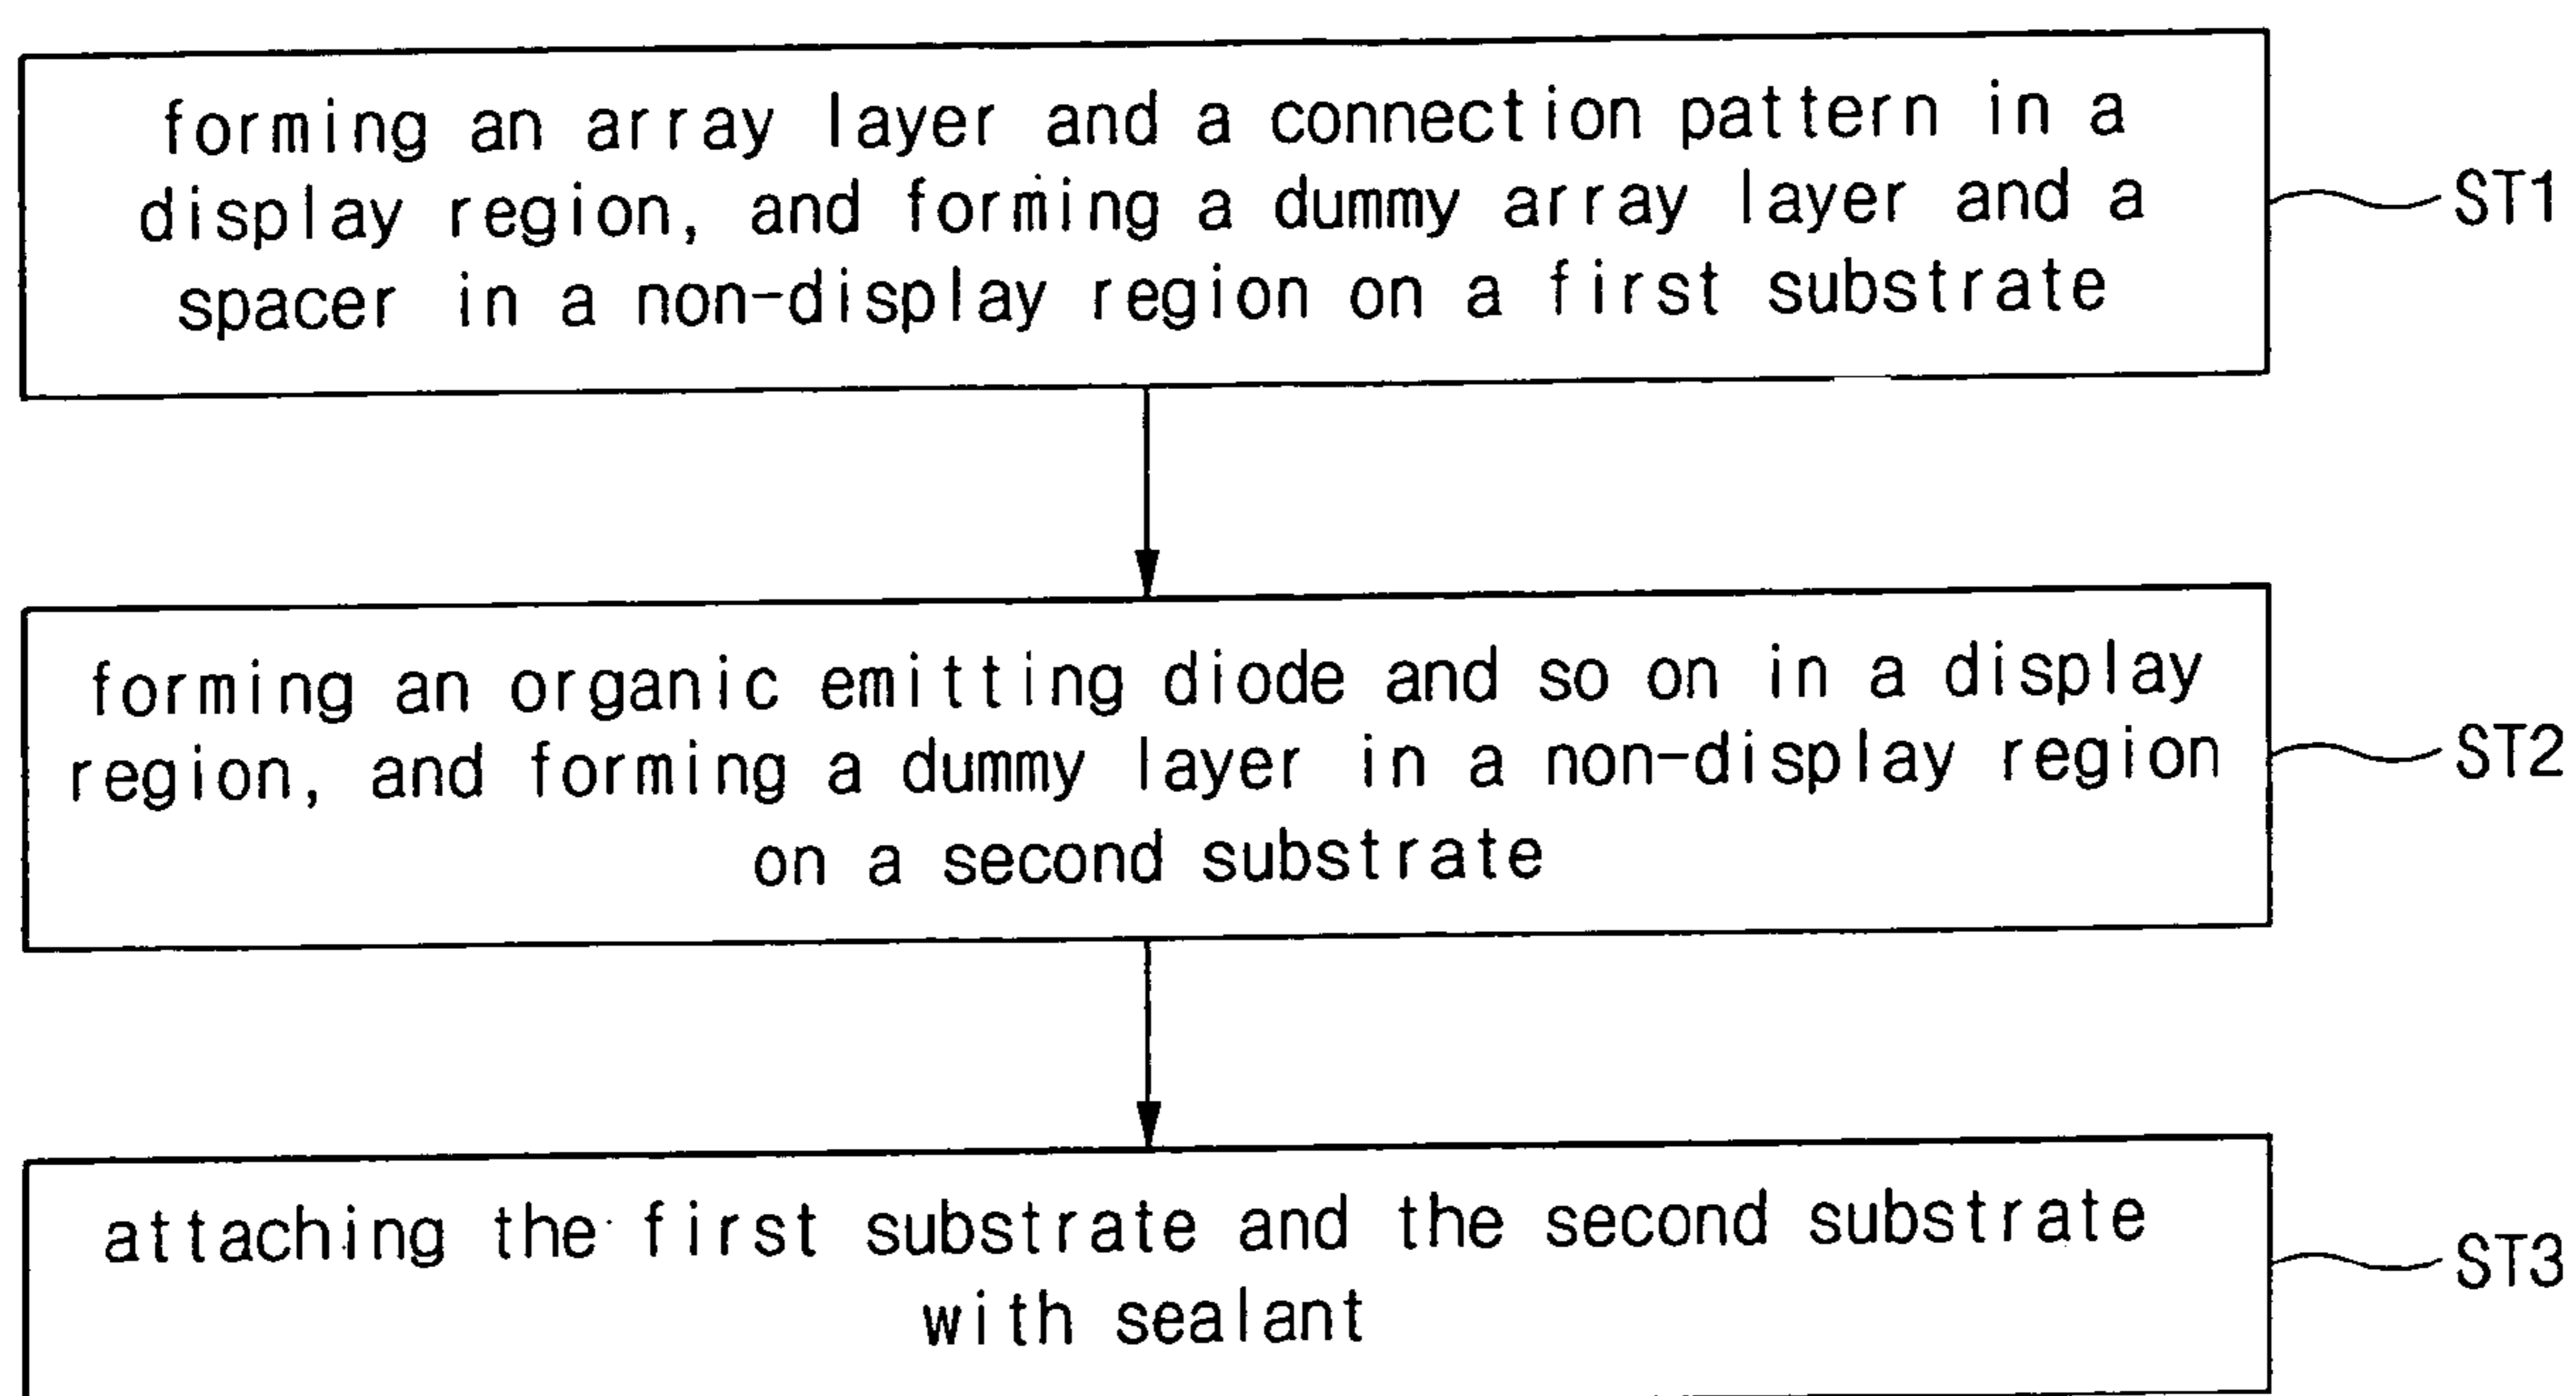 forming an array layer and a connection pattern in a
display region, and forming a dummy array layer and a
spacer in a non-display region on a first substrate
ST1
forming an organic emitting diode and so on in a display
region, and forming a dummy layer in a non-display region
on a second substrate
ST2
attaching the first substrate and the second substrate
with sealant
ST3